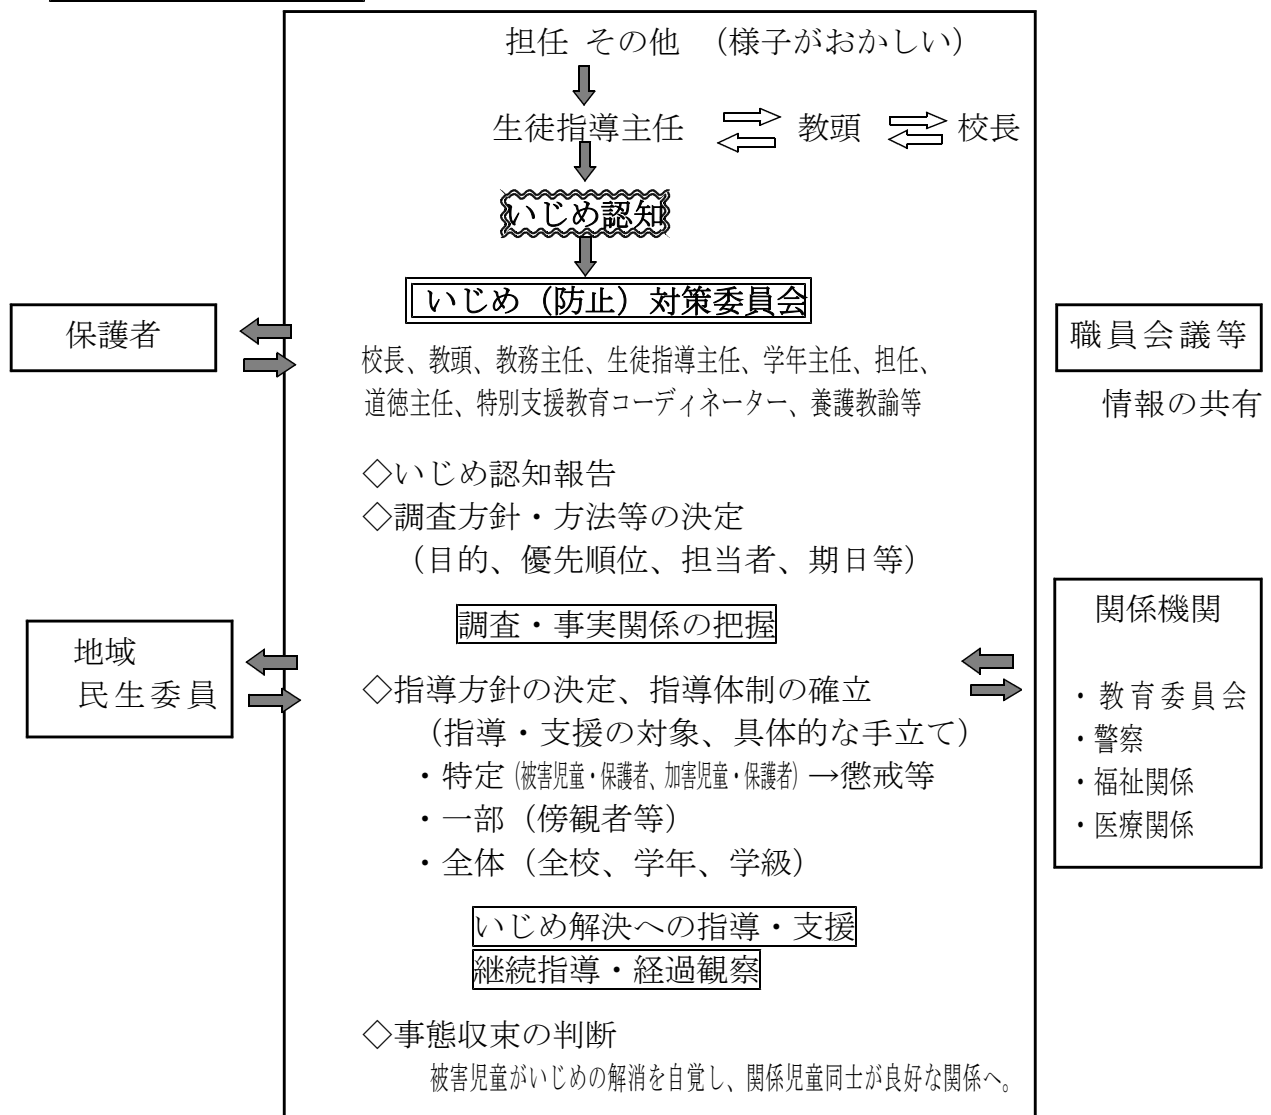 担任 その他 （様子がおかしい）
生徒指導主任 教頭 校長
いじめ認知
いじめ（防止）対策委員会
校長、教頭、教務主任、生徒指導主任、学年主任、担任、
道徳主任、特別支援教育コーディネーター、養護教諭等
◇いじめ認知報告
◇調査方針・方法等の決定
（目的、優先順位、担当者、期日等）
調査・事実関係の把握
◇指導方針の決定、指導体制の確立
（指導・支援の対象、具体的な手立て）
・特定（被害児童・保護者、加害児童・保護者）→懲戒等
・一部（傍観者等）
・全体（全校、学年、学級）
いじめ解決への指導・支援
継続指導・経過観察
◇事態収束の判断
被害児童がいじめの解消を自覚し、関係児童同士が良好な関係へ。
保護者
地域
民生委員
職員会議等
情報の共有
関係機関
・教育委員会
・警察
・福祉関係
・医療関係